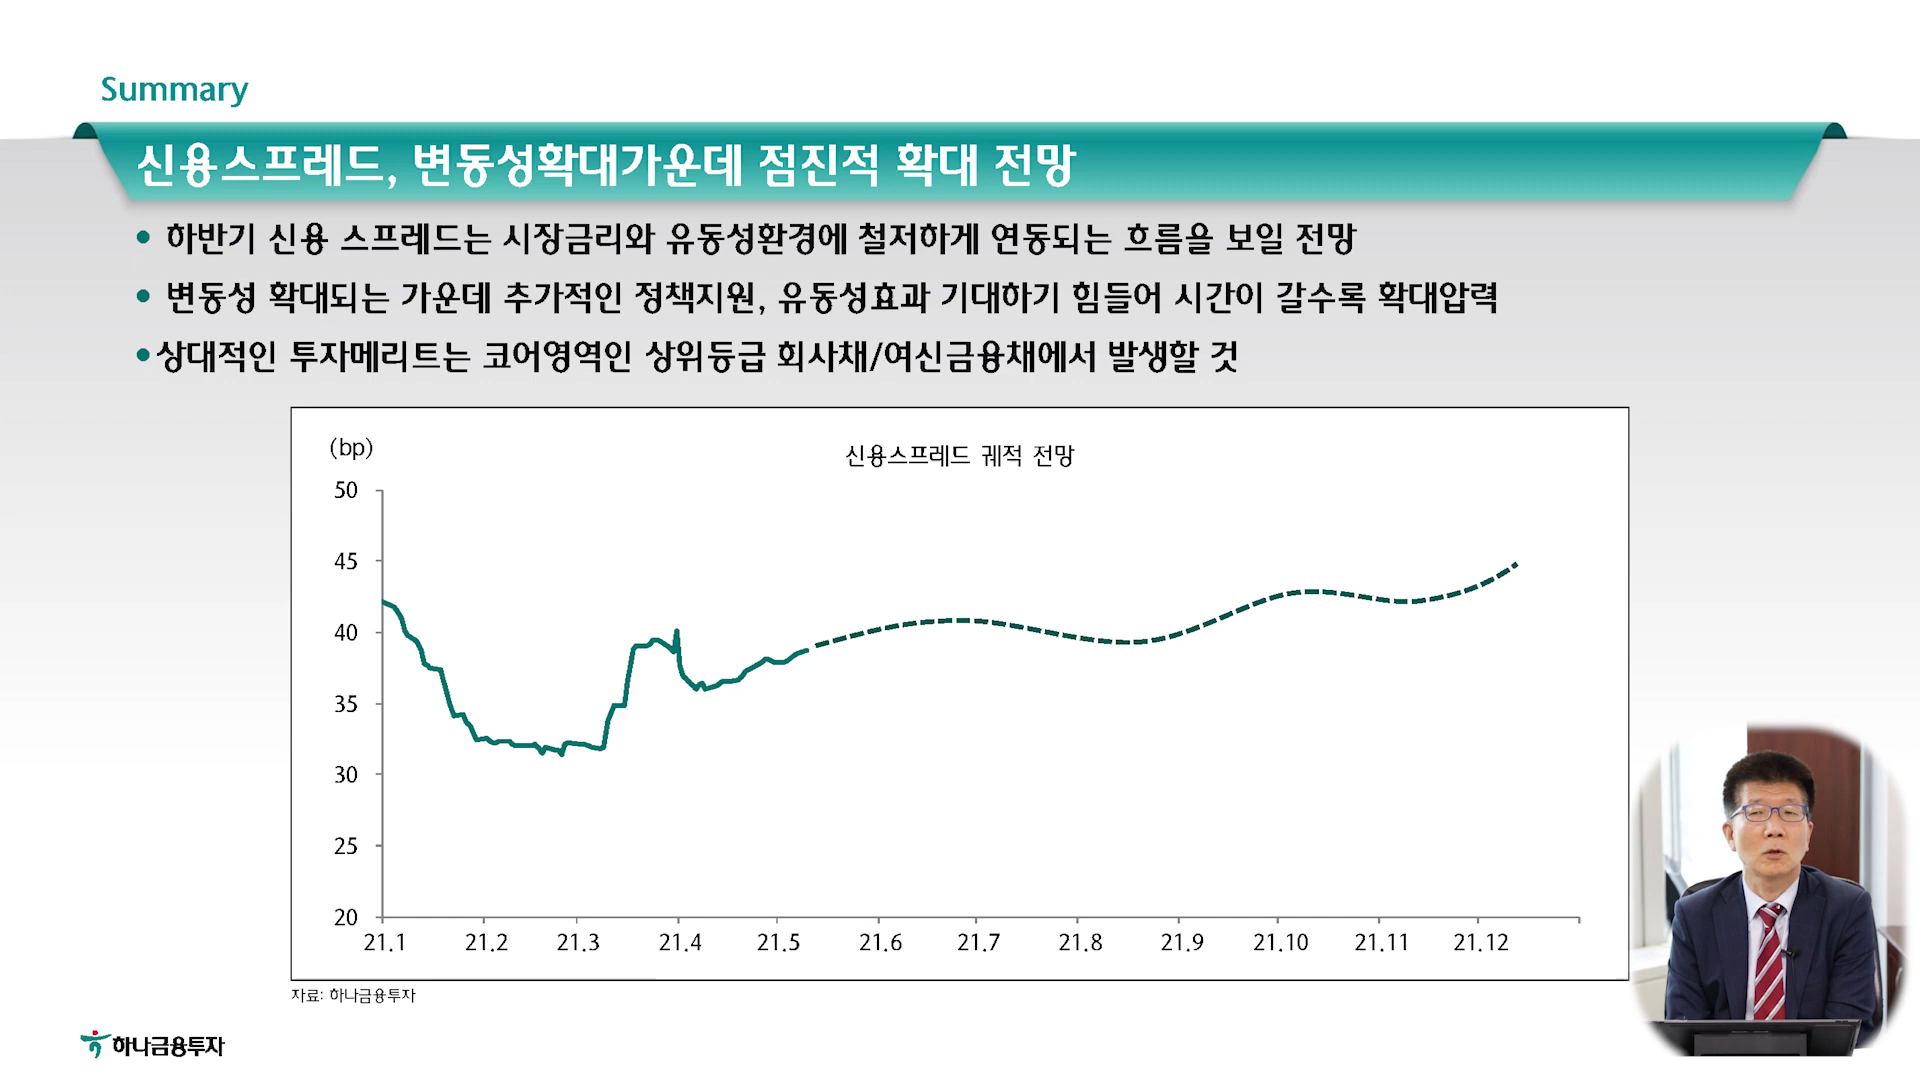 Summary
신용스프레드, 변동성확대가운데 점진적 확대 전망
• 하반기 신용 스프레드는 시장금리와 유동성환경에 철저하게 연동되는 흐름을 보일 전망
• 변동성 확대되는 가운데 추가적인 정책지원, 유동성효과 기대하기 힘들어 시간이 갈수록 확대압력
•상대적인 투자메리트는 코어영역인 상위등급 회사채/여신금융채에서 발생할 것
(bp)
신용스프레드 궤적 전망
50
45
40
35
30
25
20
21.1 21.2 21.3 21.4 21.5 21.6 21.7 21.8 21.9 21.10 21.11 21.12
자료: 하나금융투자
하나금융투자